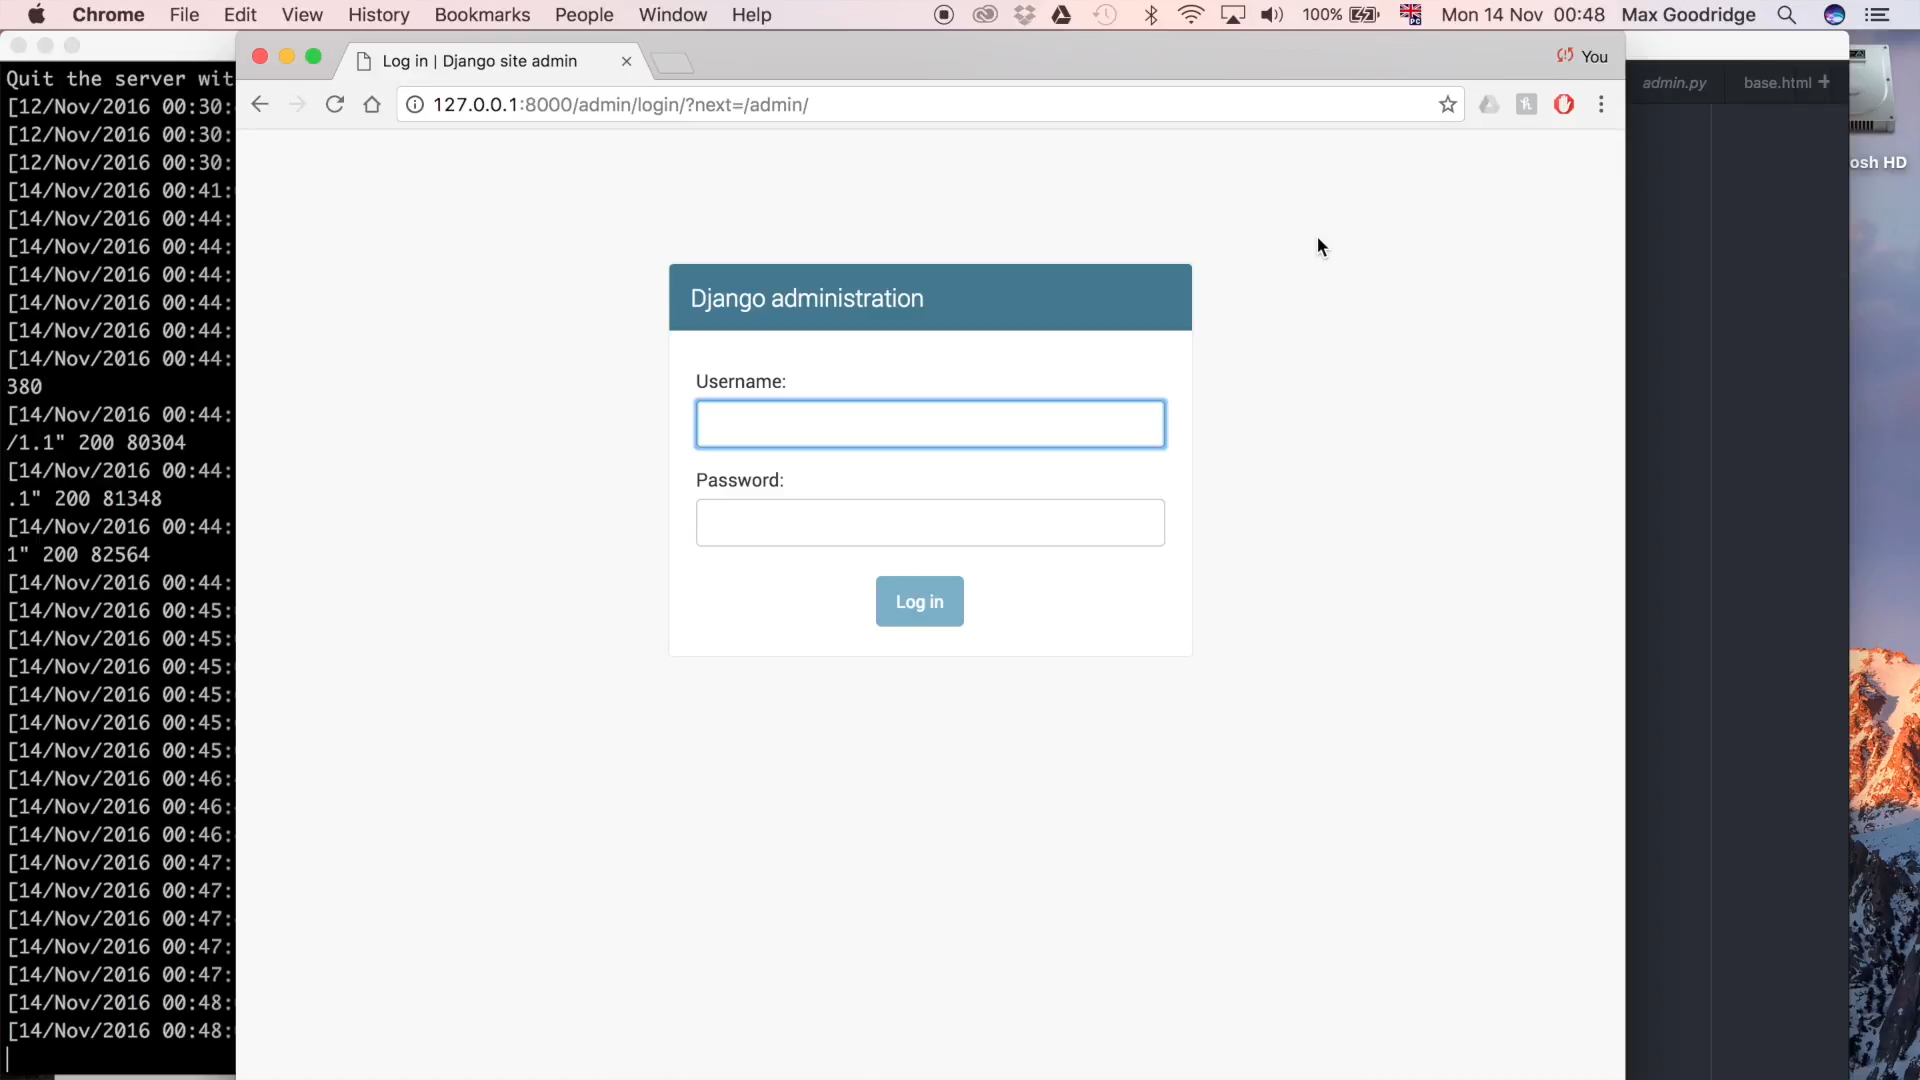 Chrome File Edit View History Bookmarks People Window Help 100% Mon 14 Nov 00:48 Max Goodridge
Log in | Django site admin
You
127.0.0.1:8000/admin/login/?next=/admin/
admin.py
base.html
osh HD
Quit the server wit
[12/Nov/2016 00:30:
[12/Nov/2016 00:30:
[12/Nov/2016 00:30:
[14/Nov/2016 00:41:
[14/Nov/2016 00:44:
[14/Nov/2016 00:44:
[14/Nov/2016 00:44:
[14/Nov/2016 00:44:
[14/Nov/2016 00:44:
[14/Nov/2016 00:44:
380
[14/Nov/2016 00:44:
/1.1" 200 80304
[14/Nov/2016 00:44:
.1" 200 81348
[14/Nov/2016 00:44:
1" 200 82564
[14/Nov/2016 00:44:
[14/Nov/2016 00:45:
[14/Nov/2016 00:45:
[14/Nov/2016 00:45:
[14/Nov/2016 00:45:
[14/Nov/2016 00:45:
[14/Nov/2016 00:45:
[14/Nov/2016 00:46:
[14/Nov/2016 00:46:
[14/Nov/2016 00:46:
[14/Nov/2016 00:47:
[14/Nov/2016 00:47:
[14/Nov/2016 00:47:
[14/Nov/2016 00:47:
[14/Nov/2016 00:47:
[14/Nov/2016 00:48:
[14/Nov/2016 00:48:
Django administration
Username:
Password:
Log in